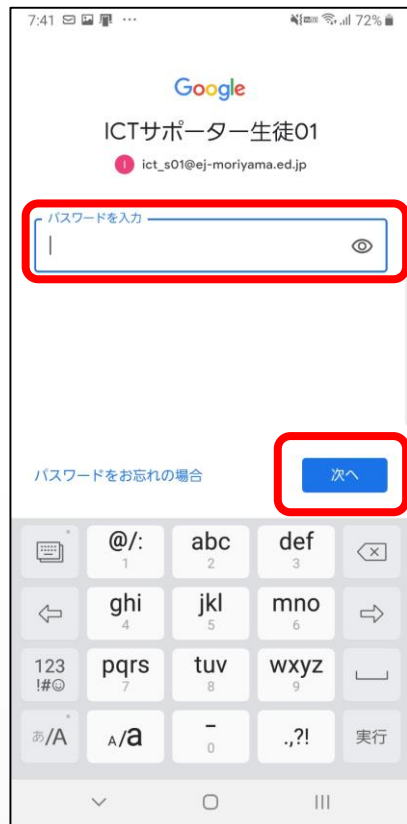 7:41 72%
Google
ICTサポーター生徒01
I ict_s01@ej-moriyama.ed.jp
パスワードを入力
パスワードをお忘れの場合 次へ
@/: abc def
1 2 3
ghi jkl mno
4 5 6
123 pqrs tuv wxyz
!#☺ 7 8 9
あ/A A/a – .,?! 実行
0